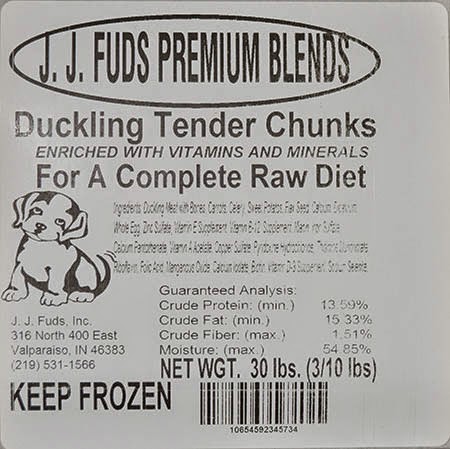 J. J. FUDS PREMIUM BLENDS
Duckling Tender Chunks
ENRICHED WITH VITAMINS AND MINERALS
For A Complete Raw Diet
Ingredients: Duckling Meat with Bones, Carrots, Celery, Sweet Potatos, Flax Seed, Calcium
Whole Egg, Zinc Sulfate, Vitamin E Supplement, Vitamin B-12 Supplement
Calcium Pantothenate, Vitamin A Acetate, Copper Sulfate, Pyridoxine Hydrochloride,
Riboflavin, Folic Acid, Manganous Oxide, Calcium Iodate, Biotin, Vitamin D-3 Supplement, Sodium
Guaranteed Analysis:
Crude Protein: (min.) 13.59%
Crude Fat: (min.) 15.33%
Crude Fiber: (max.) 1.51%
Moisture: (max.) 54.85%
J. J. Fuds, Inc.
316 North 400 East
Valparaiso, IN 46383
(219) 531-1566
NET WGT. 30 lbs. (3/10 lbs)
KEEP FROZEN
10654592345734